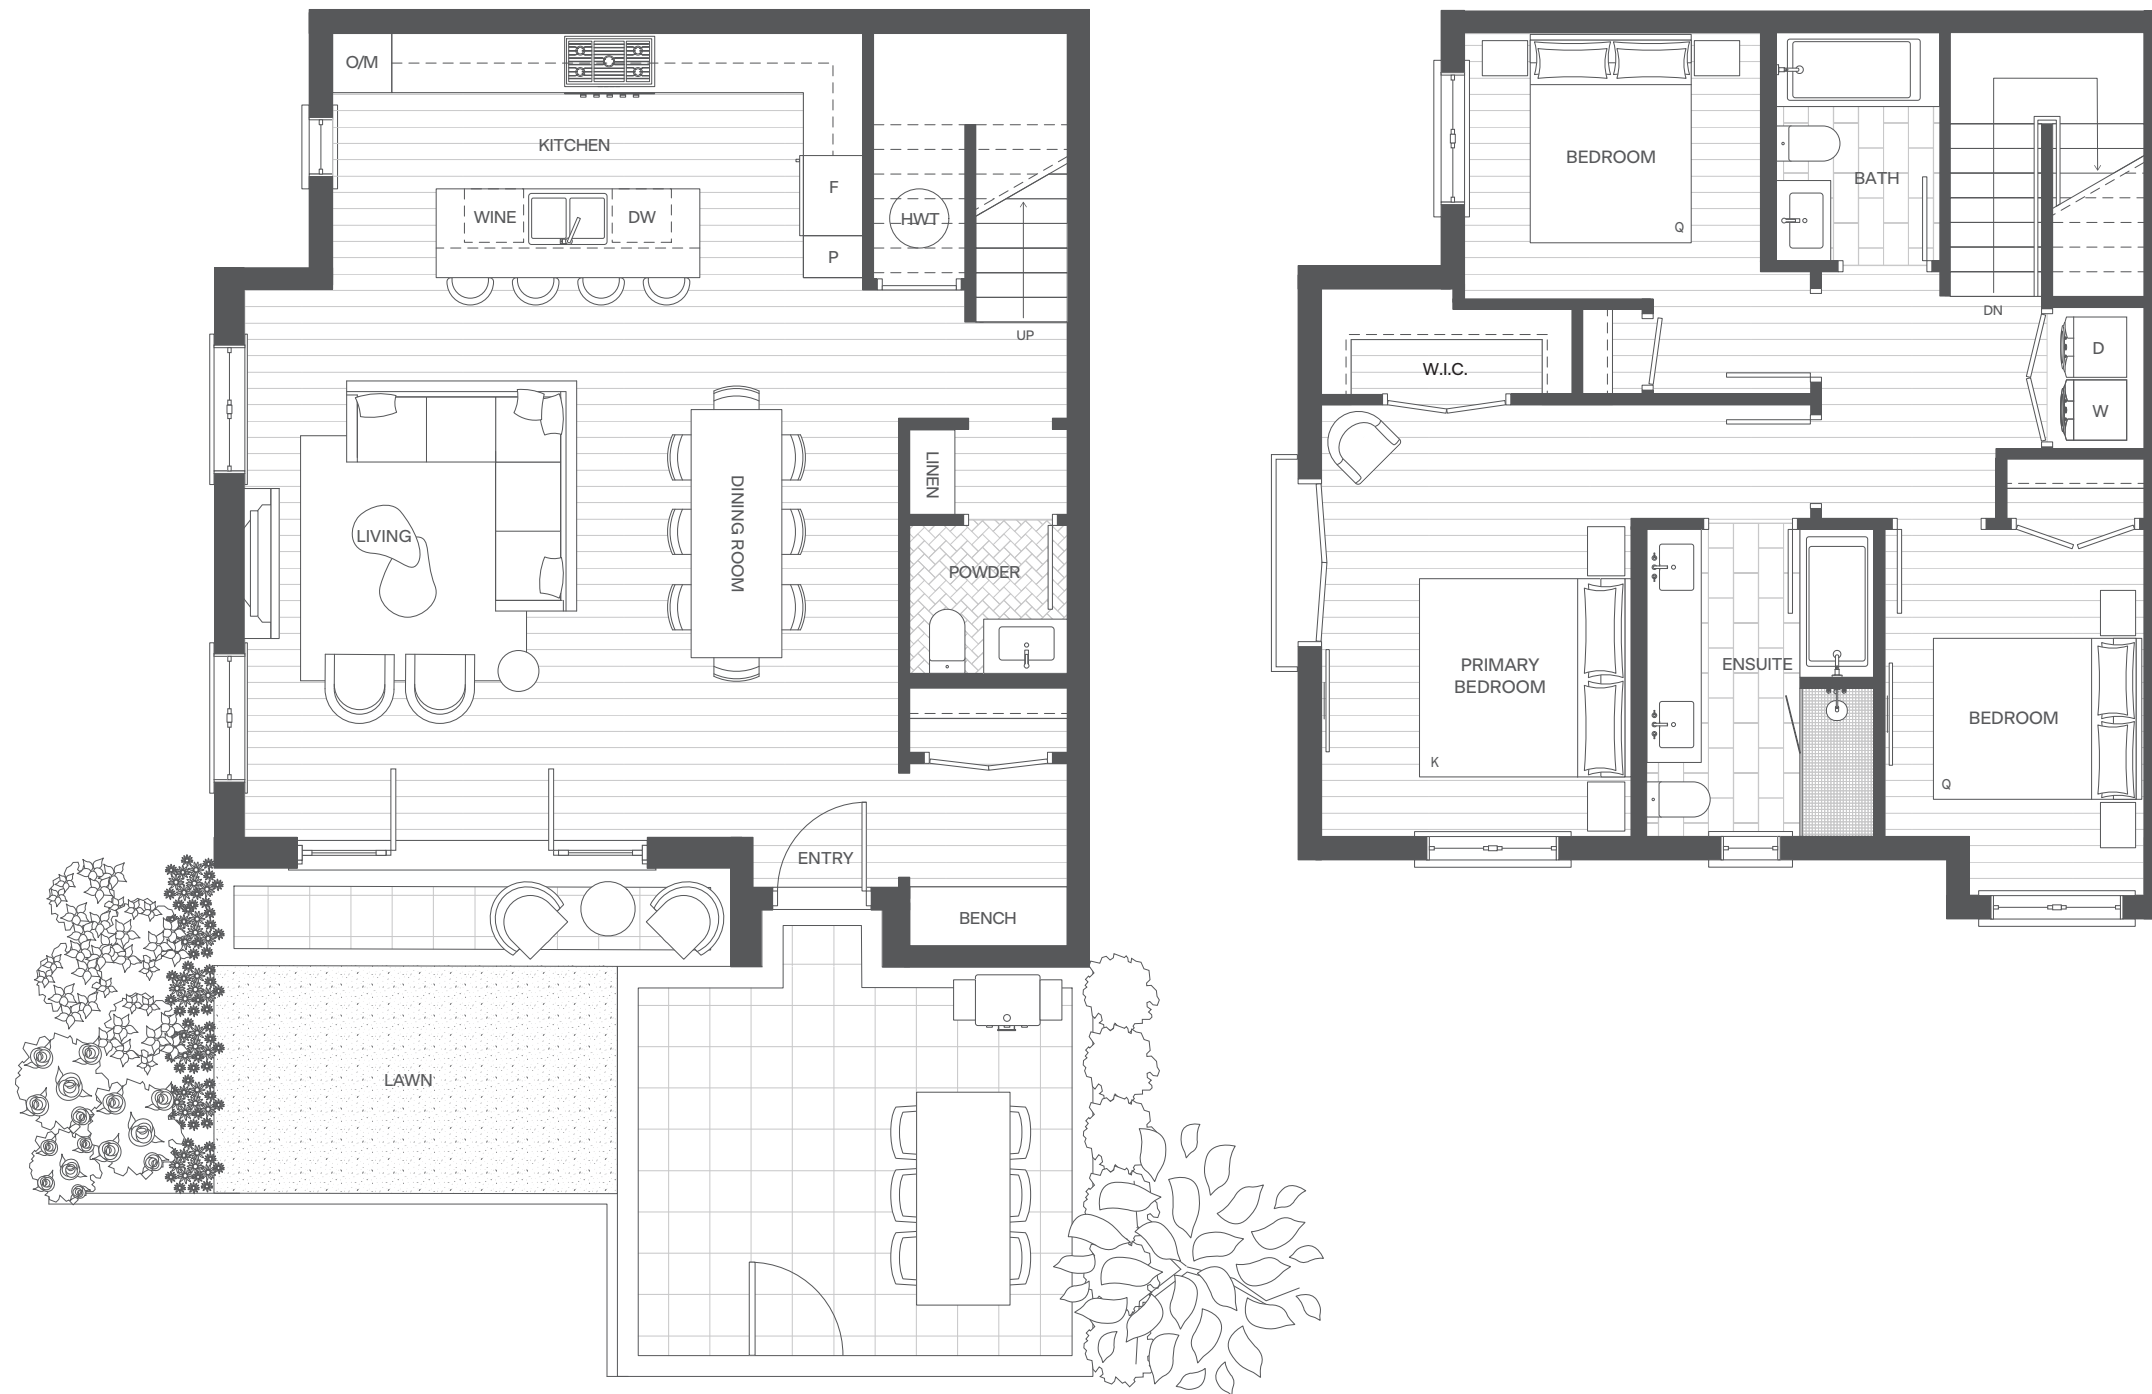 O/M
KITCHEN
F
WINE
DW
HWT
P
UP
LINEN
DINING ROOM
LIVING
POWDER
ENTRY
BENCH
LAWN
BEDROOM
Q
BATH
DN
D
W.I.C.
W
PRIMARY
BEDROOM
K
ENSUITE
BEDROOM
Q